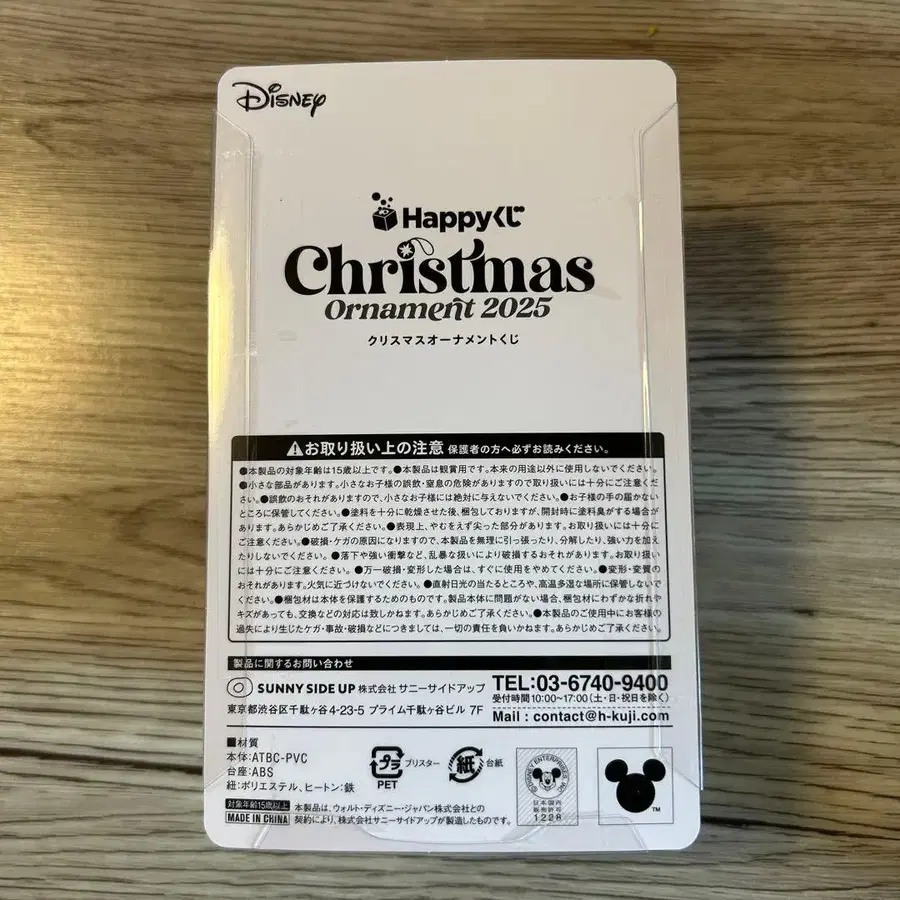 Disney
Happyくじ
Christmas
Ornament 2025
クリスマスオーナメントくじ
お取り扱い上の注意 保護者の方へ必ずお読みください。
●本製品の対象年齢は15歳以上です。●本製品は観賞用です。本来の用途以外に使用しないでください。
●小さな部品があります。小さなお子様の誤飲・窒息の危険がありますので取り扱いには十分にご注意くだ
さい。●誤飲のおそれがありますので、小さなお子様には絶対に与えないでください。●お子様の手の届かない
ところに保管してください。●塗料を十分に乾燥させた後、梱包しておりますが、開封時に塗料臭がする場合が
あります。あらかじめご了承ください。●表現上、やむをえず尖った部分があります。お取り扱いには十分に
ご注意ください。●破損・ケガの原因になりますので、本製品を無理に引っ張ったり、分解したり、強い力を加え
たりしないでください。●落下や強い衝撃など、乱暴な扱いにより破損するおそれがあります。お取り扱い
には十分にご注意ください。●万一破損・変形した場合は、すぐに使用をやめてください。●変形・変質の
おそれがあります。火気に近づけないでください。●直射日光の当たるところや、高温多湿な場所に保管しないで
ください。●梱包材は本体を保護するためのものです。製品本体に問題がない場合、梱包材にわずかな折れや
キズがあっても、交換などの対応は致しかねます。あらかじめご了承ください。●本製品のご使用中にお客様の
過失により生じたケガ・事故・破損などにつきましては、一切の責任を負いかねます。あらかじめご了承ください。
製品に関するお問い合わせ
SUNNY SIDE UP 株式会社 サニーサイドアップ
東京都渋谷区千駄ヶ谷4-23-5 プライム千駄ヶ谷ビル 7F
TEL:03-6740-9400
受付時間10:00~17:00(土・日・祝日を除く)
Mail : contact@h-kuji.com
■材質
本体:ATBC-PVC
台座:ABS
紐:ポリエステル、ヒートン:鉄
プラ
PET
ブリスター
紙
台紙
©DISNEY ENTERPRISES, INC.
日本国内
販売許可
1228
TM
対象年齢15歳以上
MADE IN CHINA
本製品は、ウォルト・ディズニー・ジャパン株式会社との
契約により、株式会社サニーサイドアップが製造したものです。